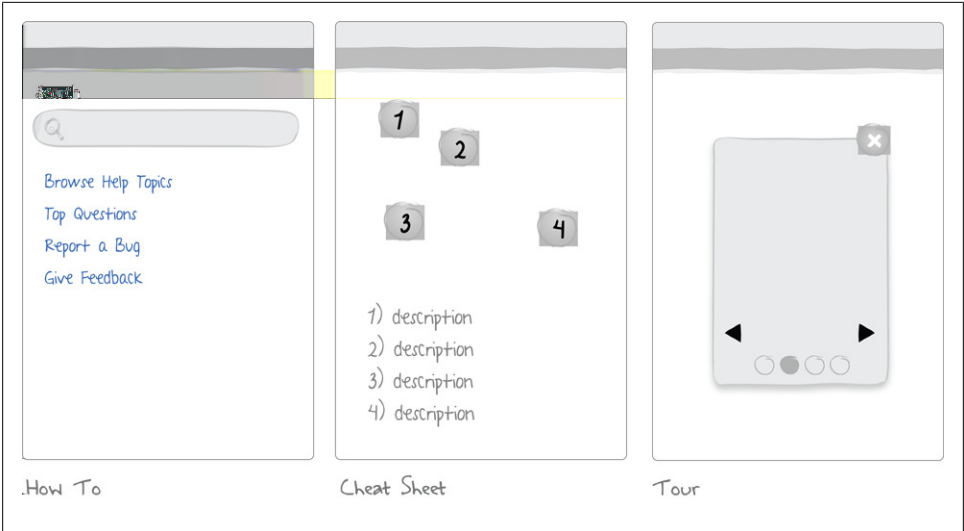 Browse Help Topics
Top Questions
Report a Bug
Give Feedback
How To
1
2
3
4
1) description
2) description
3) description
4) description
Cheat Sheet
Tour